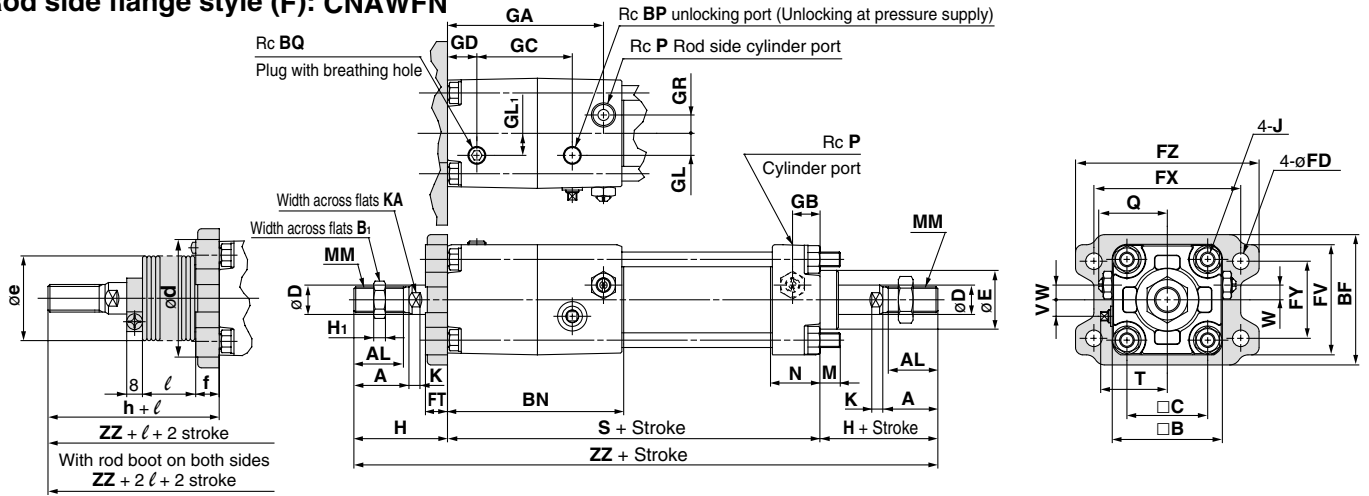 od side flange style (F): CNAWFN
GA
Rc BP unlocking port (Unlocking at pressure supply)
Rc BQ
Plug with breathing hole
GD
GC
Rc P Rod side cylinder port
GR
GL1
GL
Rc P
Cylinder port
4-J
FZ
4-øFD
FX
Q
Width across flats KA
Width across flats B1
MM
GB
MM
øe
ød
øD
øD
øE
VW
W
FY
FV
BF
H1
AL
A
K
FT
BN
N
M
AL
K
A
T
□C
□B
8
ℓ
f
h + ℓ
H
S + Stroke
H + Stroke
ZZ + ℓ + 2 stroke
ZZ + Stroke
With rod boot on both sides
ZZ + 2 ℓ + 2 stroke